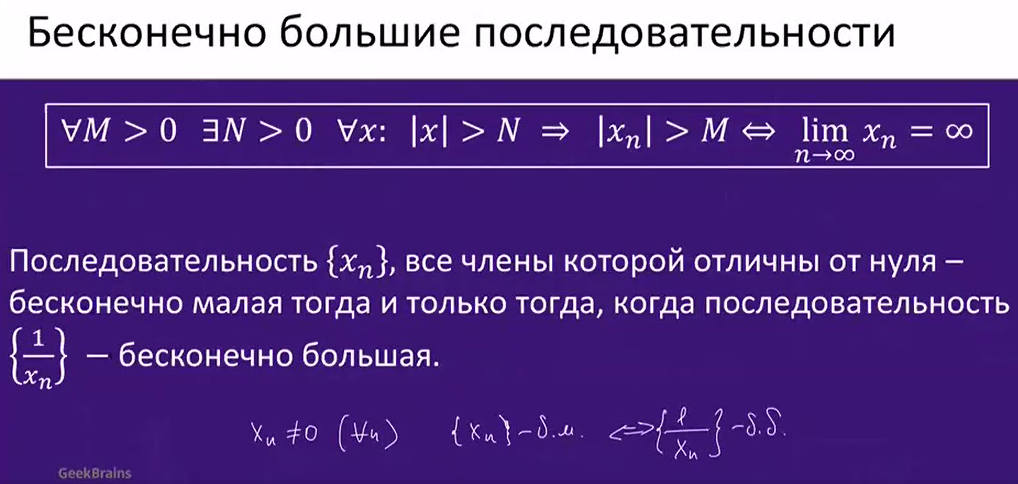 Бесконечно большие последовательности
∀M > 0 ∃N > 0 ∀x: |x| > N ⇒ |xₙ| > M ⇔ lim xₙ = ∞
n→∞
Последовательность {xₙ}, все члены которой отличны от нуля –
бесконечно малая тогда и только тогда, когда последовательность
{1/xₙ} – бесконечно большая.
xₙ ≠ 0 (∀n) {xₙ} – б.м. ⇔ {1/xₙ} – б.б.
GeekBrains